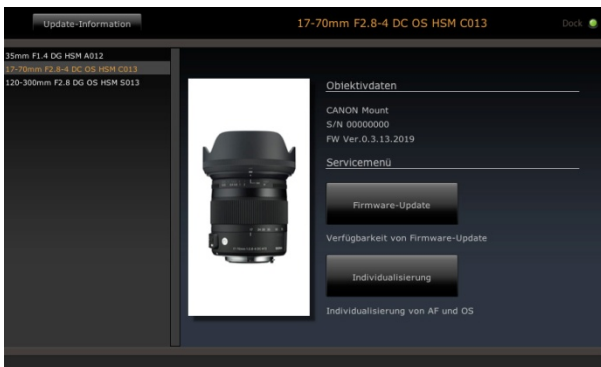 Update-Information
17-70mm F2.8-4 DC OS HSM C013
Dock
35mm F1.4 DG HSM A012
17-70mm F2.8-4 DC OS HSM C013
120-300mm F2.8 DG OS HSM S013
Objektivdaten
CANON Mount
S/N 00000000
FW Ver.0.3.13.2019
Servicemenü
Firmware-Update
Verfügbarkeit von Firmware-Update
Individualisierung
Individualisierung von AF und OS